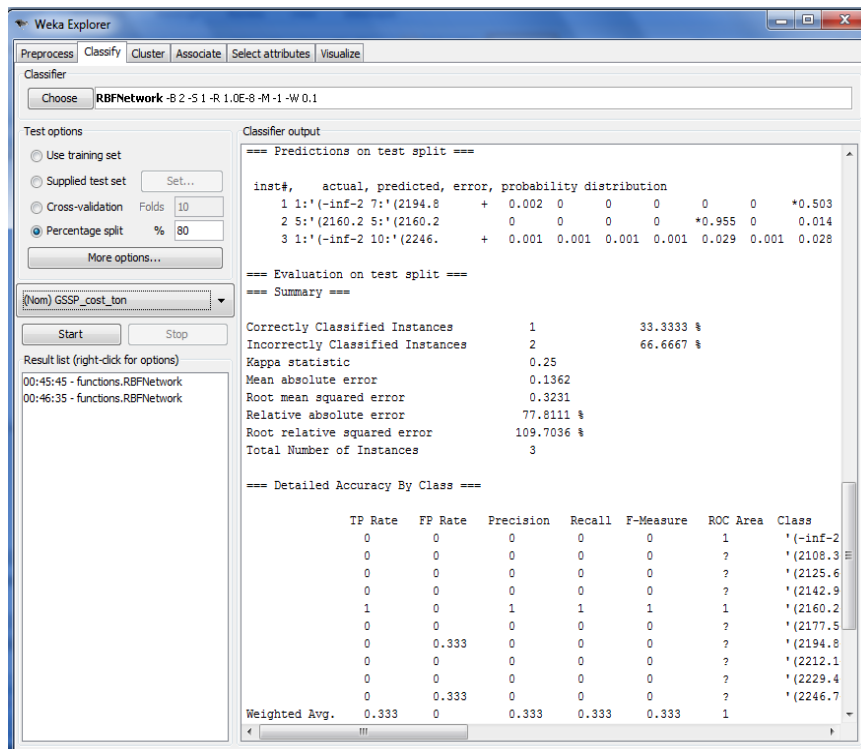 Weka Explorer
Preprocess Classify Cluster Associate Select attributes Visualize
Classifier
Choose RBFNetwork -B 2 -S 1 -R 1.0E-8 -M -1 -W 0.1
Test options
Use training set
Supplied test set Set...
Cross-validation Folds 10
Percentage split % 80
More options...
(Nom) GSSP_cost_ton
Start Stop
Result list (right-click for options)
00:45:45 - functions.RBFNetwork
00:46:35 - functions.RBFNetwork
Classifier output
=== Predictions on test split ===
inst#, actual, predicted, error, probability distribution
1 1:'(-inf-2 7:'(2194.8 + 0.002 0 0 0 0 0 *0.503
2 5:'(2160.2 5:'(2160.2 0 0 0 0 *0.955 0 0.014
3 1:'(-inf-2 10:'(2246. + 0.001 0.001 0.001 0.001 0.029 0.001 0.028
=== Evaluation on test split ===
=== Summary ===
Correctly Classified Instances 1 33.3333 %
Incorrectly Classified Instances 2 66.6667 %
Kappa statistic 0.25
Mean absolute error 0.1362
Root mean squared error 0.3231
Relative absolute error 77.8111 %
Root relative squared error 109.7036 %
Total Number of Instances 3
=== Detailed Accuracy By Class ===
TP Rate FP Rate Precision Recall F-Measure ROC Area Class
0 0 0 0 0 1 '(-inf-2
0 0 0 0 0 ? '(2108.3
0 0 0 0 0 ? '(2125.6
0 0 0 0 0 ? '(2142.9
1 0 1 1 1 1 '(2160.2
0 0 0 0 0 ? '(2177.5
0 0.333 0 0 0 ? '(2194.8
0 0 0 0 0 ? '(2212.1
0 0 0 0 0 ? '(2229.4
0 0.333 0 0 0 ? '(2246.7
Weighted Avg. 0.333 0 0.333 0.333 0.333 1